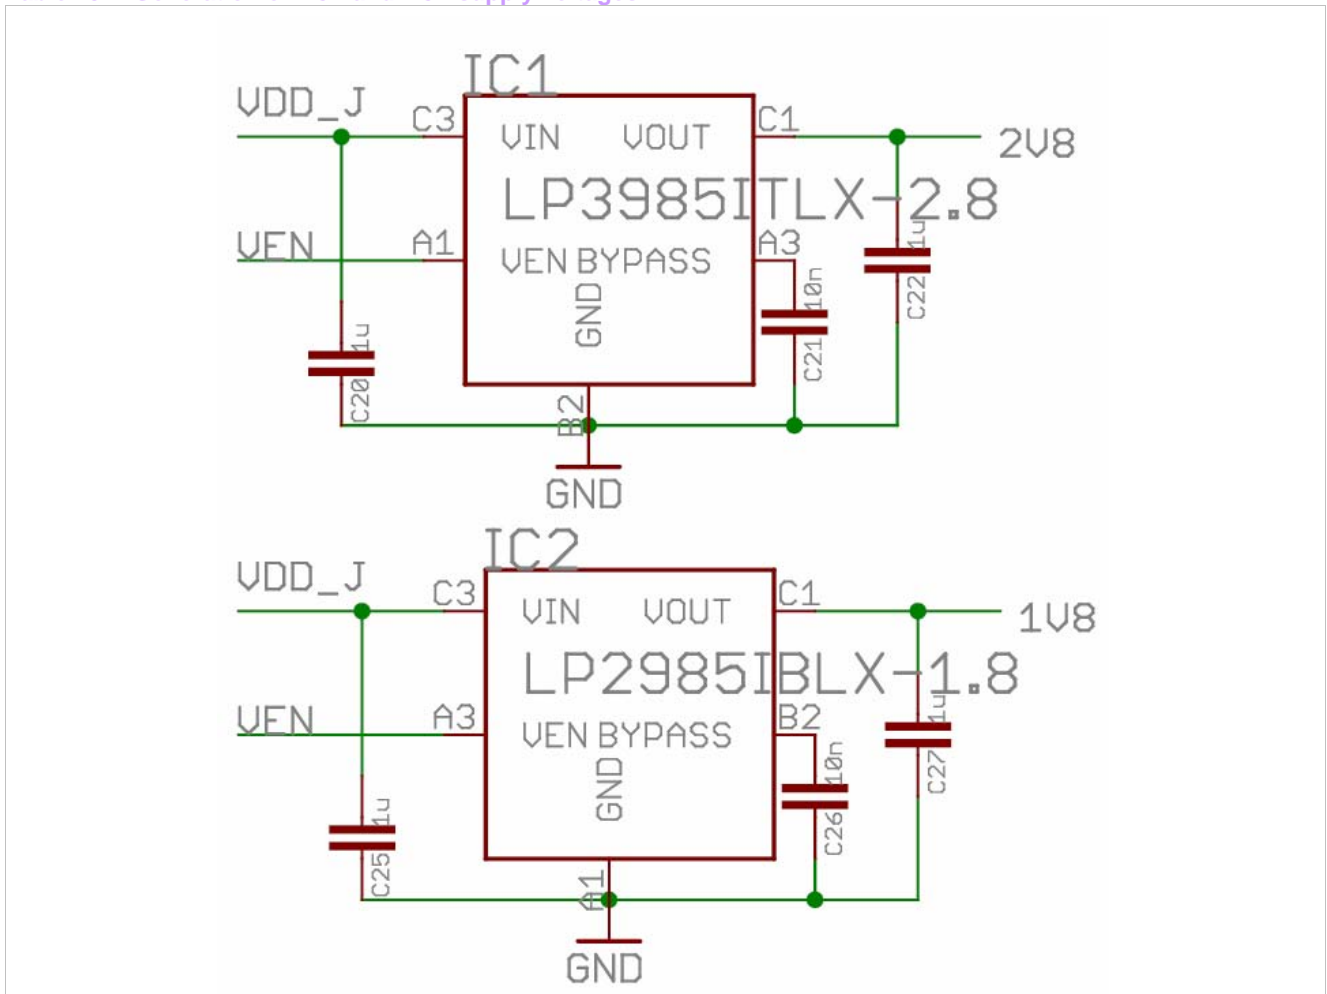 IC1
VDD_J
C3
VIN
VOUT
C1
2V8
LP3985ITLX-2.8
VEN
A1
VEN
BYPASS
A3
GND
10n
C21
1u
C22
1u
C20
B2
GND
IC2
VDD_J
C3
VIN
VOUT
C1
1V8
LP2985IBLX-1.8
VEN
A3
VEN
BYPASS
B2
GND
10n
C26
1u
C27
1u
C25
A1
GND